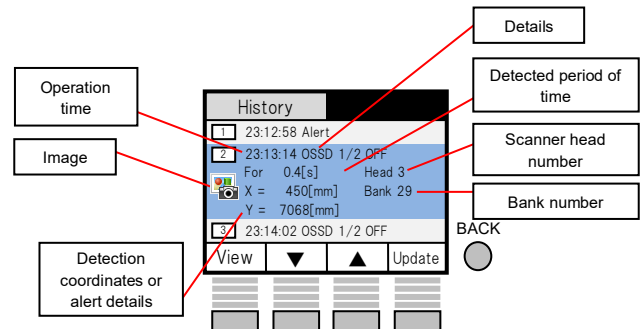 Details
Operation
time
Detected period of
time
History
1 23:12:58 Alert
Scanner head
number
Image
2 23:13:14 OSSD 1/2 OFF
For 0.4[s] Head 3
X = 450[mm] Bank 29
Y = 7068[mm]
Bank number
3 23:14:02 OSSD 1/2 OFF
BACK
View ▼ ▲ Update
Detection
coordinates or
alert details